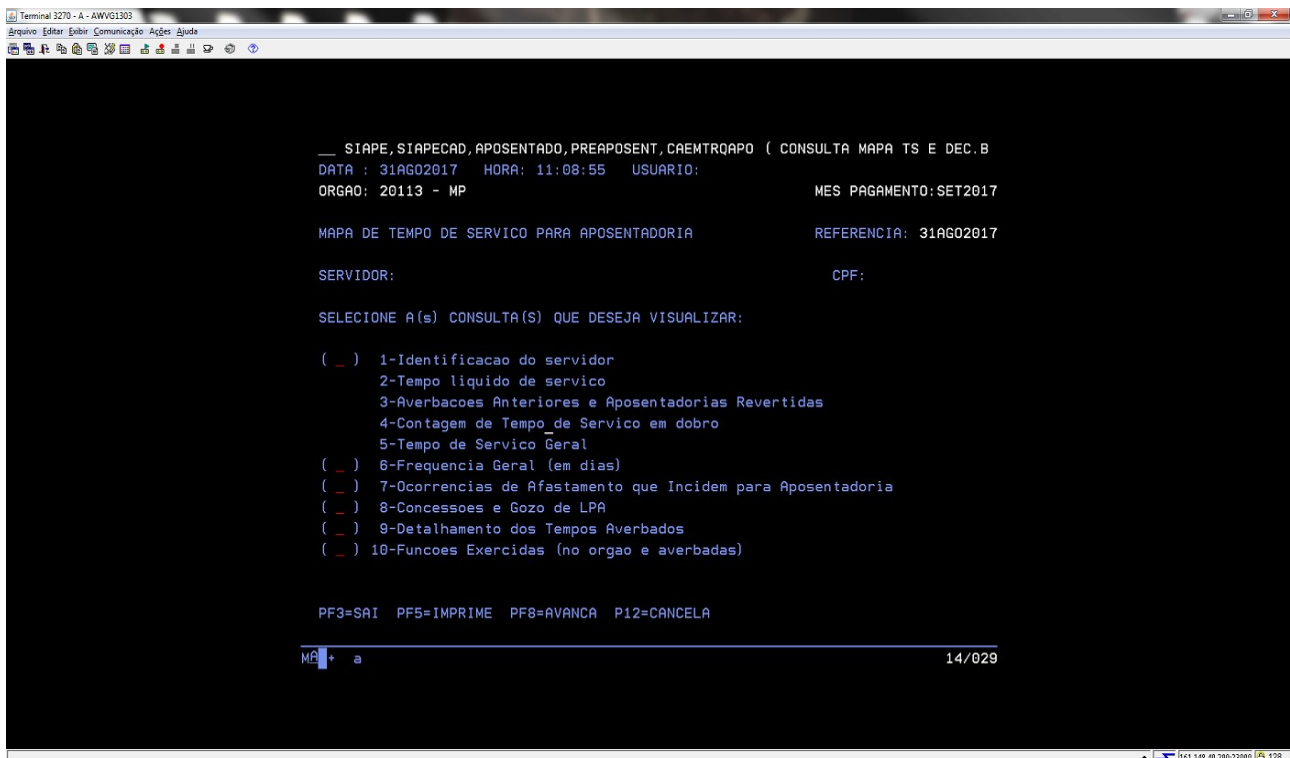 Terminal 3270 - A - AWVG1303
Arquivo Editar Exibir Comunicação Ações Ajuda
__ SIAPE,SIAPECAD,APOSENTADO,PREAPOSENT,CAEMTRQAPO ( CONSULTA MAPA TS E DEC.B
DATA : 31AGO2017 HORA: 11:08:55 USUARIO:
ORGAO: 20113 - MP MES PAGAMENTO:SET2017
MAPA DE TEMPO DE SERVICO PARA APOSENTADORIA REFERENCIA: 31AGO2017
SERVIDOR: CPF:
SELECIONE A(s) CONSULTA(S) QUE DESEJA VISUALIZAR:
( _ ) 1-Identificacao do servidor
2-Tempo liquido de servico
3-Averbacoes Anteriores e Aposentadorias Revertidas
4-Contagem de Tempo_de Servico em dobro
5-Tempo de Servico Geral
( _ ) 6-Frequencia Geral (em dias)
( _ ) 7-Ocorrencias de Afastamento que Incidem para Aposentadoria
( _ ) 8-Concessoes e Gozo de LPA
( _ ) 9-Detalhamento dos Tempos Averbados
( _ ) 10-Funcoes Exercidas (no orgao e averbadas)
PF3=SAI PF5=IMPRIME PF8=AVANCA P12=CANCELA
MA + a 14/029